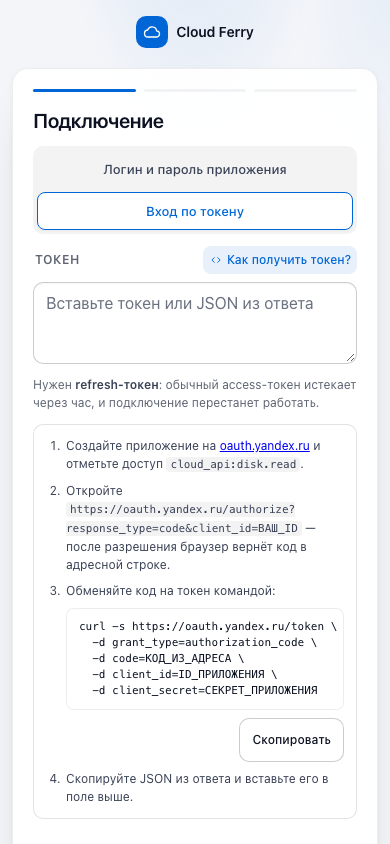 Cloud Ferry
Подключение
Логин и пароль приложения
Вход по токену
ТОКЕН
Как получить токен?
Вставьте токен или JSON из ответа
Нужен refresh-токен: обычный access-токен истекает
через час, и подключение перестанет работать.
1. Создайте приложение на oauth.yandex.ru и
отметьте доступ cloud_api:disk.read.
2. Откройте
https://oauth.yandex.ru/authorize?
response_type=code&client_id=ВАШ_ID —
после разрешения браузер вернёт код в
адресной строке.
3. Обменяйте код на токен командой:
curl -s https://oauth.yandex.ru/token \
-d grant_type=authorization_code \
-d code=КОД_ИЗ_АДРЕСА \
-d client_id=ID_ПРИЛОЖЕНИЯ \
-d client_secret=СЕКРЕТ_ПРИЛОЖЕНИЯ
Скопировать
4. Скопируйте JSON из ответа и вставьте его в
поле выше.